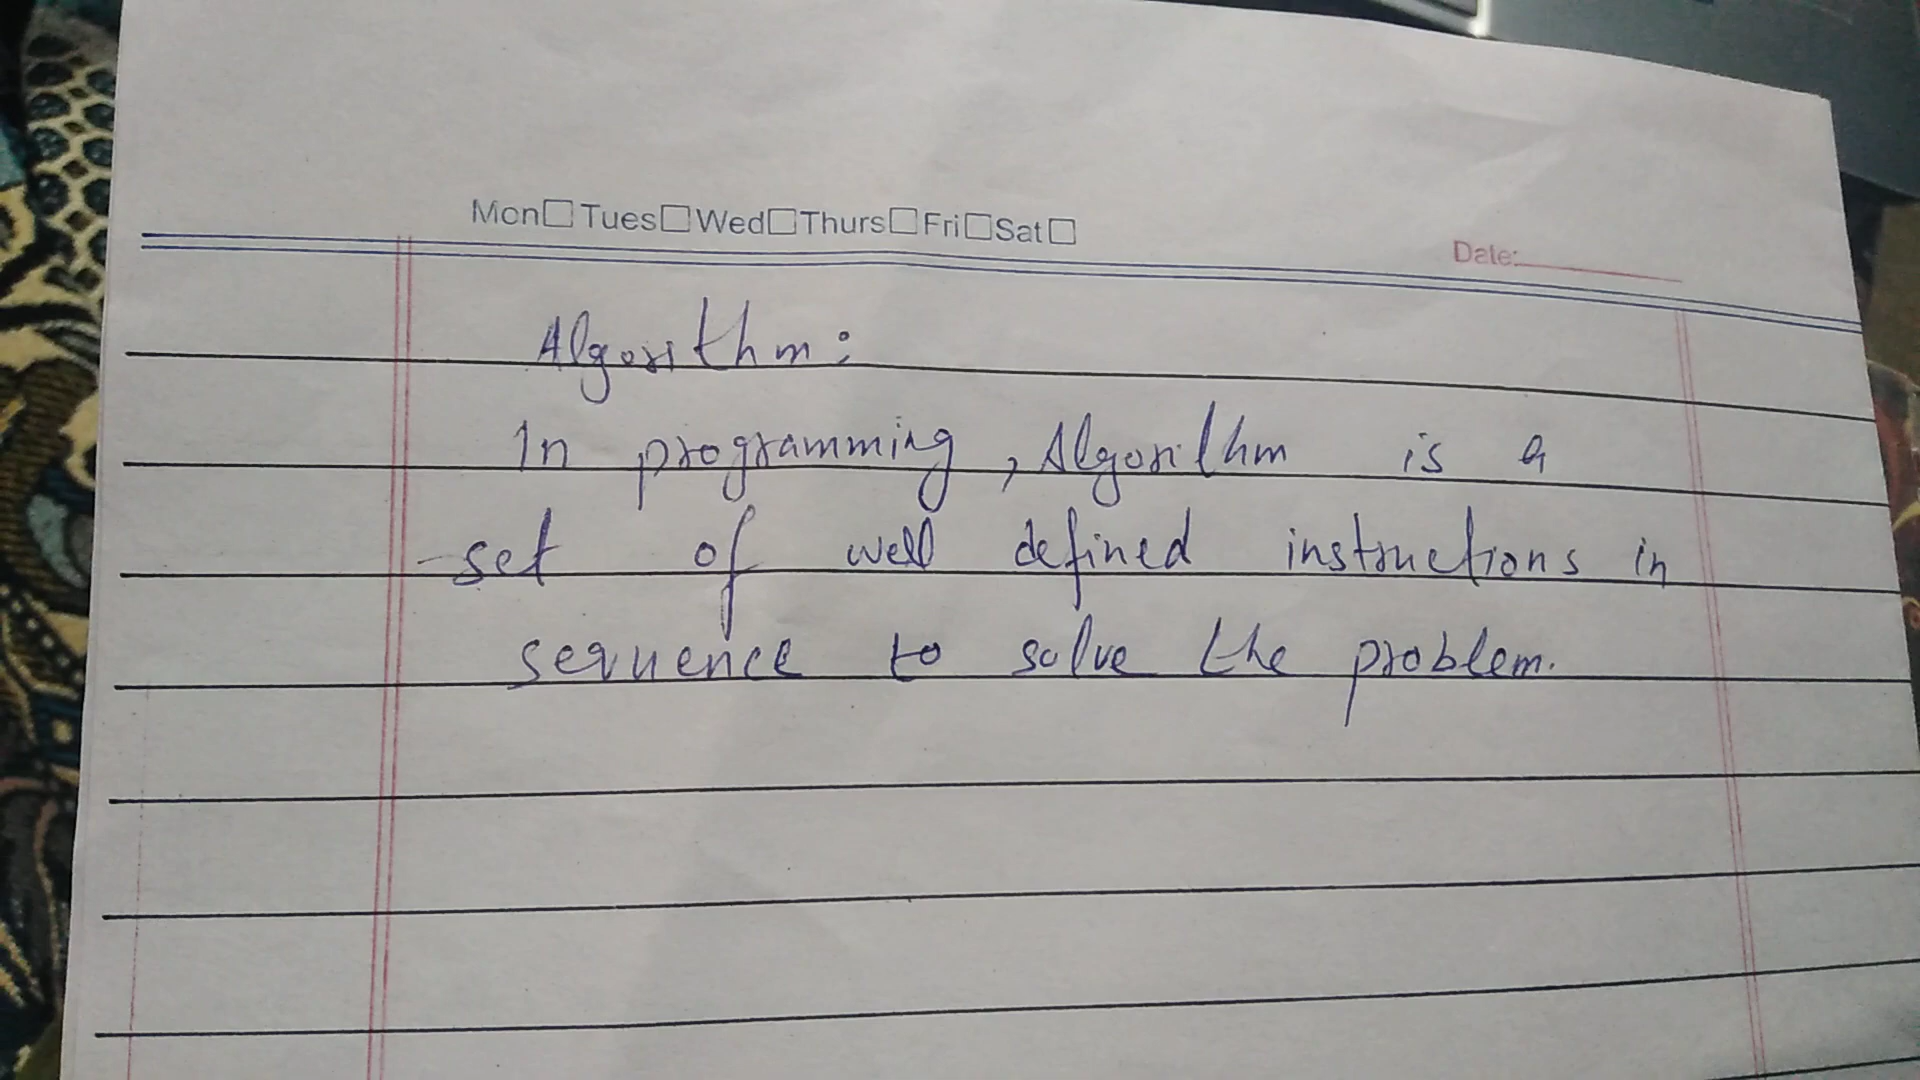 Mon☐ Tues☐ Wed☐ Thurs☐ Fri☐ Sat☐
Date:
Algorithm:
In programming, Algorithm is a
set of well defined instructions in
sequence to solve the problem.